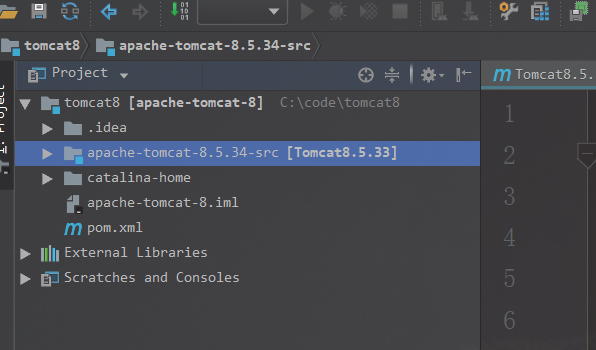 tomcat8 apache-tomcat-8.5.34-src
Project
Tomcat8.5.
1: Project
tomcat8 [apache-tomcat-8] C:\code\tomcat8
.idea
apache-tomcat-8.5.34-src [Tomcat8.5.33]
catalina-home
apache-tomcat-8.iml
pom.xml
External Libraries
Scratches and Consoles
1
2
3
4
5
6